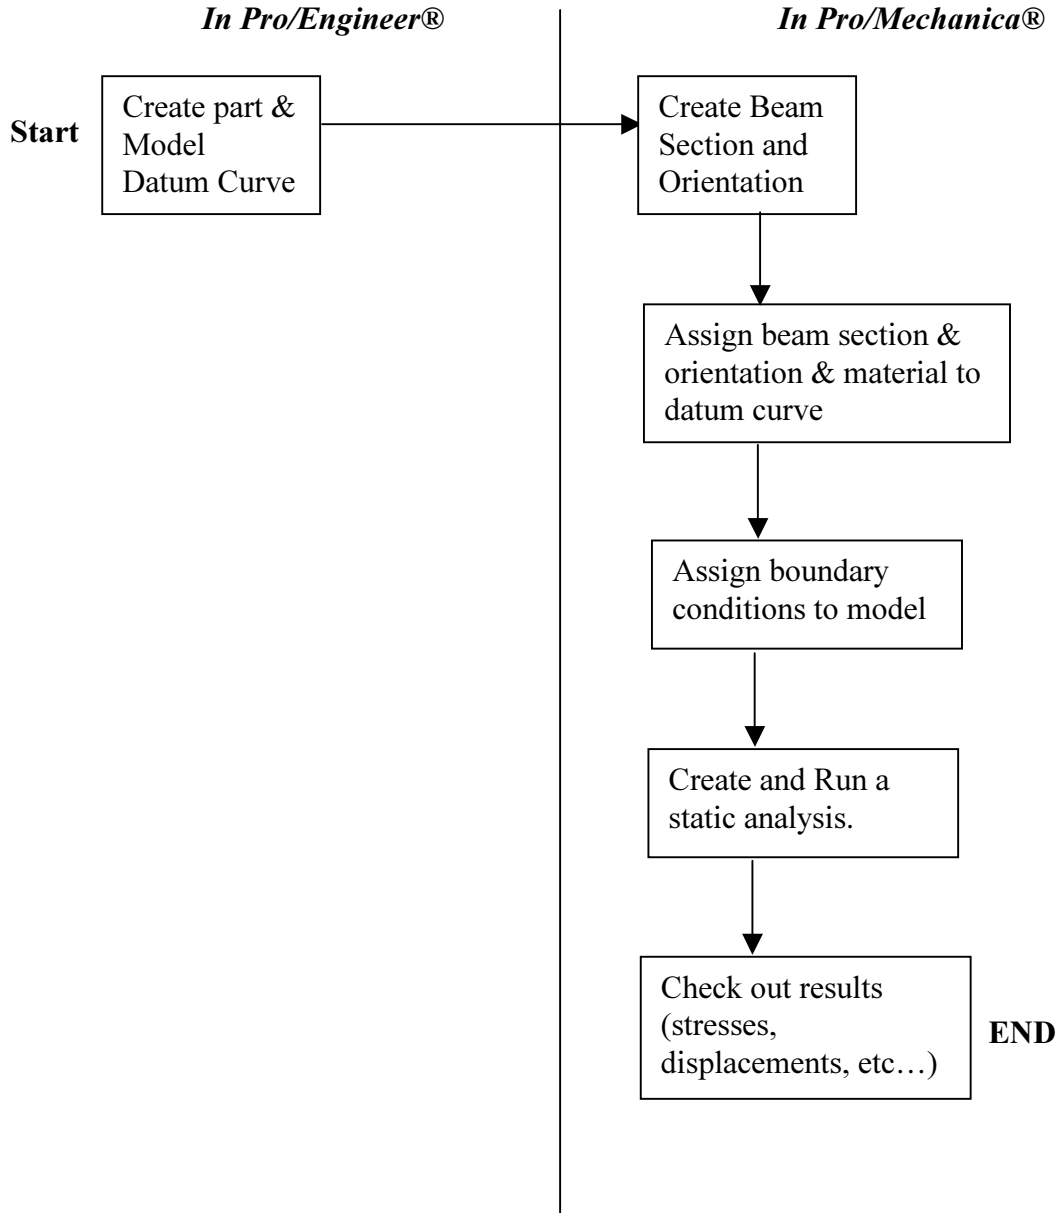 In Pro/Engineer®
In Pro/Mechanica®
Start
Create part &
Model
Datum Curve
Create Beam
Section and
Orientation
Assign beam section &
orientation & material to
datum curve
Assign boundary
conditions to model
Create and Run a
static analysis.
Check out results
(stresses,
displacements, etc…)
END